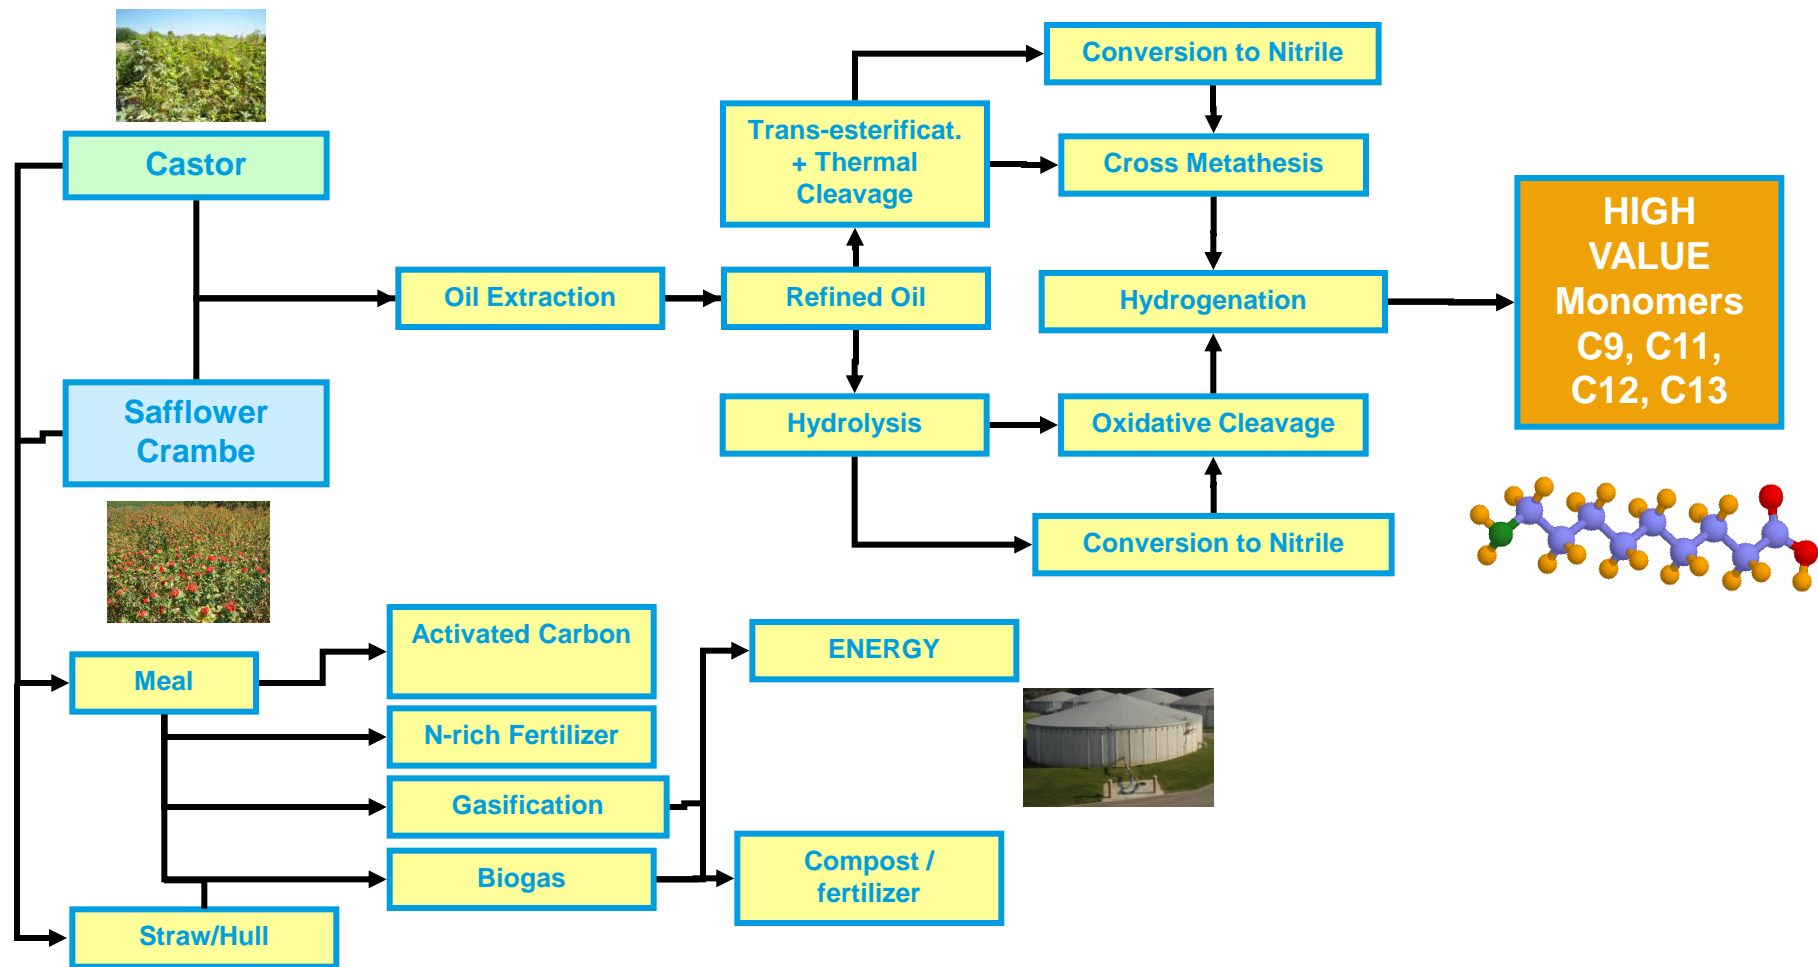 Castor
Safflower
Crambe
Oil Extraction
Refined Oil
Trans-esterificat.
+ Thermal
Cleavage
Conversion to Nitrile
Cross Metathesis
Hydrogenation
Hydrolysis
Oxidative Cleavage
Conversion to Nitrile
HIGH
VALUE
Monomers
C9, C11,
C12, C13
Meal
Activated Carbon
N-rich Fertilizer
Gasification
Biogas
Straw/Hull
ENERGY
Compost /
fertilizer